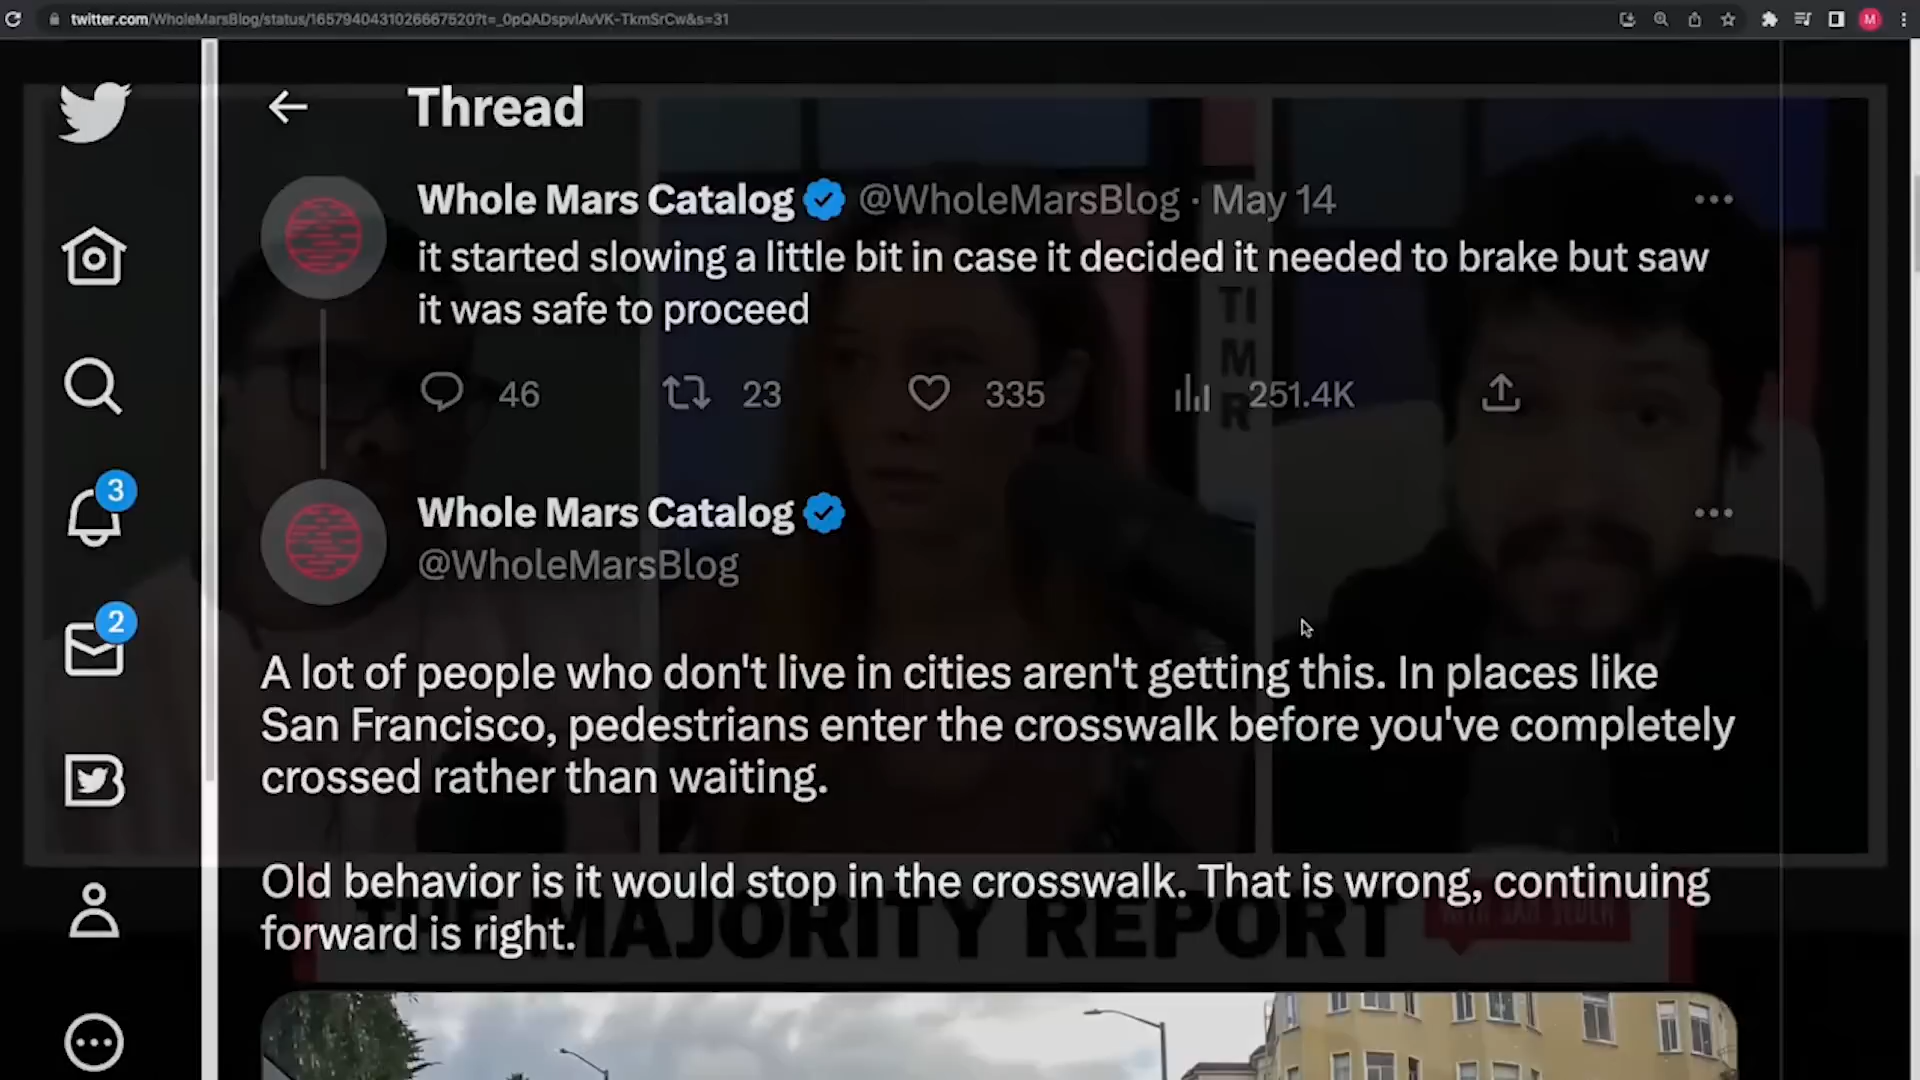 twitter.com/WholeMarsBlog/status/1657940431026667520?t=_0pQADspvlAvVK-TkmSrCw&s=31
M
Thread
Whole Mars Catalog @WholeMarsBlog · May 14
it started slowing a little bit in case it decided it needed to brake but saw
it was safe to proceed
46 23 335 251.4K
3
Whole Mars Catalog
@WholeMarsBlog
2
A lot of people who don't live in cities aren't getting this. In places like
San Francisco, pedestrians enter the crosswalk before you've completely
crossed rather than waiting.
Old behavior is it would stop in the crosswalk. That is wrong, continuing
forward is right.
THE MAJORITY REPORT
WITH SAM SEDER
TI
M
R